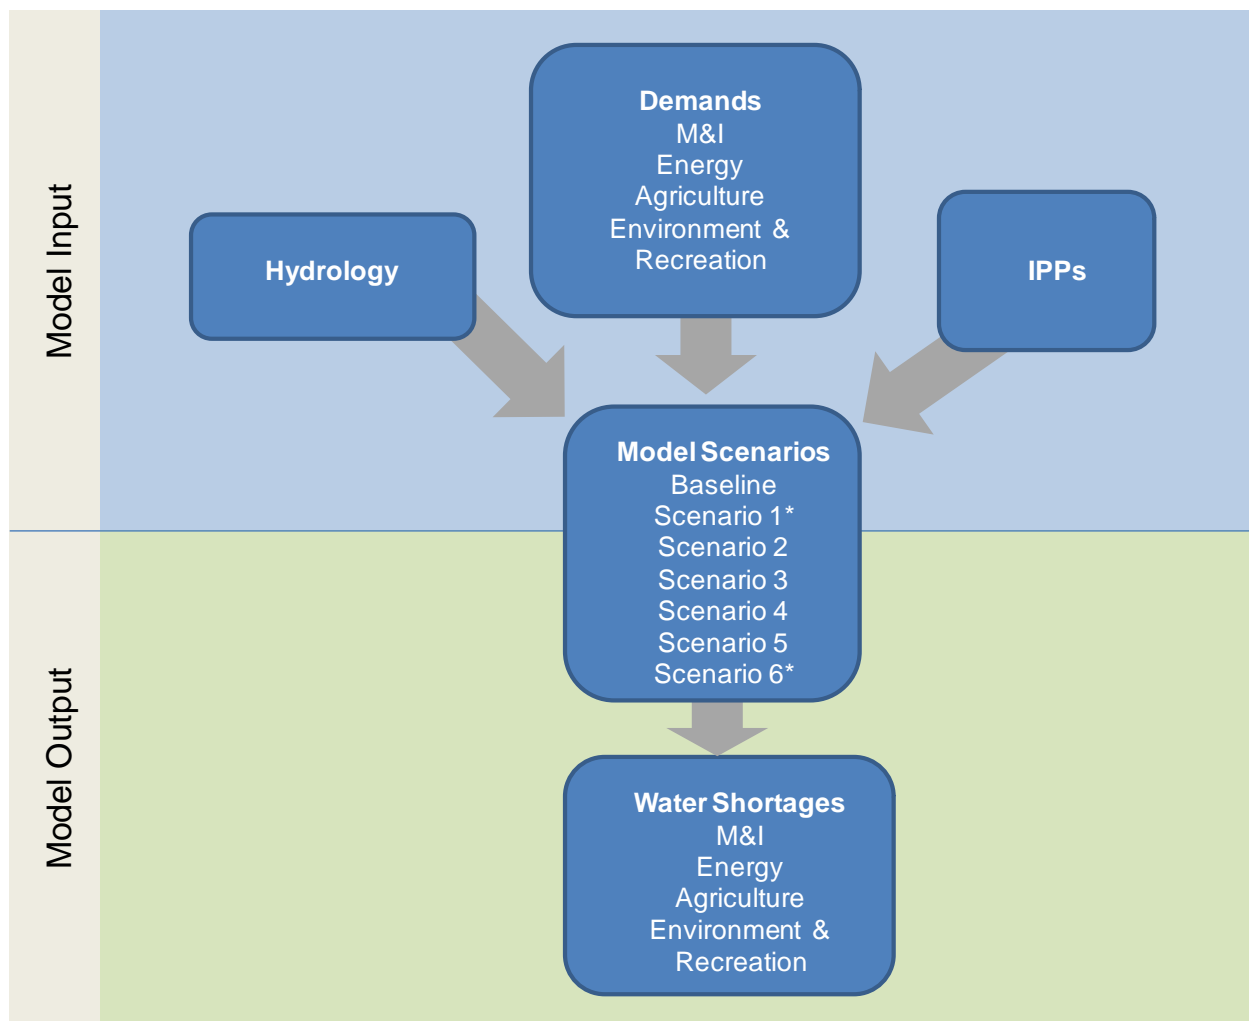 Model Input
Demands
M&I
Energy
Agriculture
Environment &
Recreation
Hydrology
IPPs
Model Scenarios
Baseline
Scenario 1*
Scenario 2
Scenario 3
Scenario 4
Scenario 5
Scenario 6*
Model Output
Water Shortages
M&I
Energy
Agriculture
Environment &
Recreation